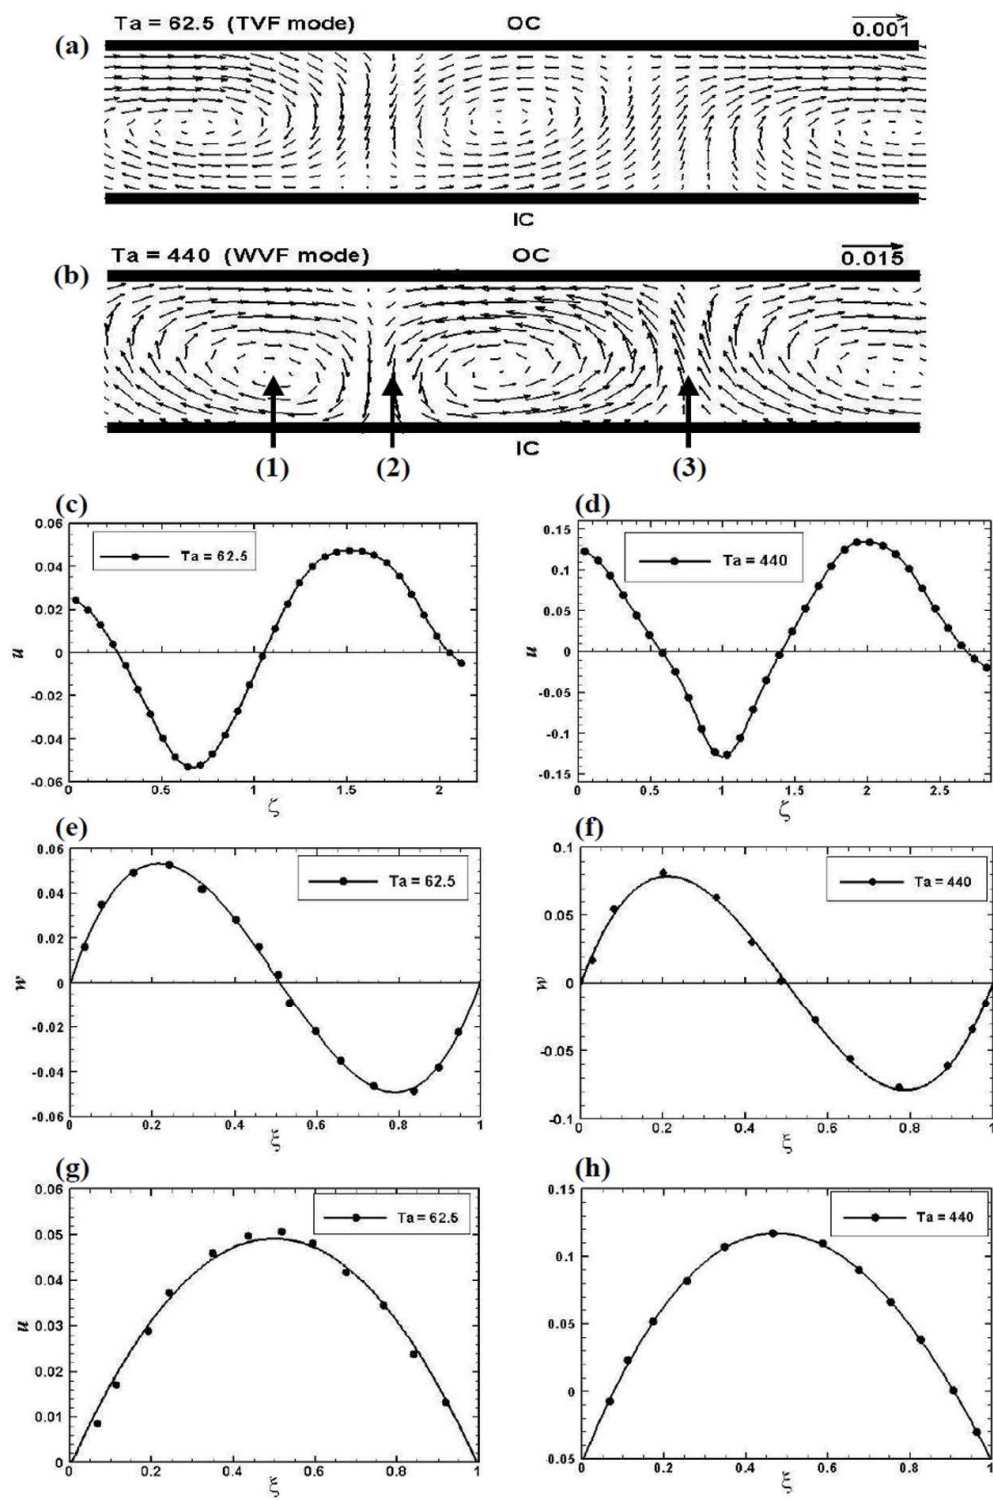 Ta = 62.5 (TVF mode) OC 0.001
(a)
IC
Ta = 440 (WVF mode) OC 0.015
(b)
IC
(1) (2) (3)
(c)
0.06
0.04
0.02
0
-0.02
-0.04
-0.06
u
Ta = 62.5
0 0.5 1 1.5 2
ζ
(d)
0.15
0.1
0.05
0
-0.05
-0.1
-0.15
u
Ta = 440
0 0.5 1 1.5 2 2.5
ζ
(e)
0.06
0.04
0.02
0
-0.02
-0.04
-0.06
w
Ta = 62.5
0 0.2 0.4 0.6 0.8 1
ξ
(f)
0.1
0.05
0
-0.05
-0.1
w
Ta = 440
0 0.2 0.4 0.6 0.8 1
ξ
(g)
0.06
0.05
0.04
0.03
0.02
0.01
0
u
Ta = 62.5
0 0.2 0.4 0.6 0.8 1
ξ
(h)
0.15
0.1
0.05
0
-0.05
u
Ta = 440
0 0.2 0.4 0.6 0.8 1
ξ